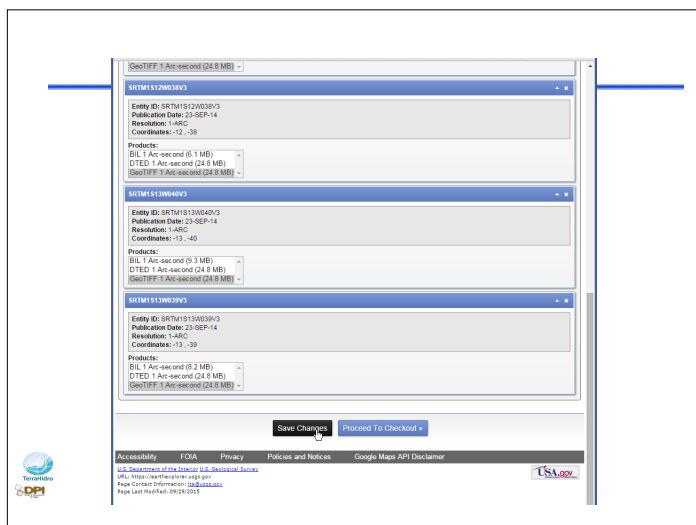 GeoTIFF 1 Arc-second (24.8 MB)
SRTM1S12W038V3
Entity ID: SRTM1S12W038V3
Publication Date: 23-SEP-14
Resolution: 1-ARC
Coordinates: -12 , -38
Products:
BIL 1 Arc-second (6.1 MB)
DTED 1 Arc-second (24.8 MB)
GeoTIFF 1 Arc-second (24.8 MB)
SRTM1S13W040V3
Entity ID: SRTM1S13W040V3
Publication Date: 23-SEP-14
Resolution: 1-ARC
Coordinates: -13 , -40
Products:
BIL 1 Arc-second (9.3 MB)
DTED 1 Arc-second (24.8 MB)
GeoTIFF 1 Arc-second (24.8 MB)
SRTM1S13W039V3
Entity ID: SRTM1S13W039V3
Publication Date: 23-SEP-14
Resolution: 1-ARC
Coordinates: -13 , -39
Products:
BIL 1 Arc-second (8.2 MB)
DTED 1 Arc-second (24.8 MB)
GeoTIFF 1 Arc-second (24.8 MB)
Save Changes Proceed To Checkout »
Accessibility FOIA Privacy Policies and Notices Google Maps API Disclaimer
U.S. Department of the Interior U.S. Geological Survey
URL: https://earthexplorer.usgs.gov
Page Contact Information: lta@usgs.gov
Page Last Modified: 09/29/2015
USA.gov
TerraHidro
DPI